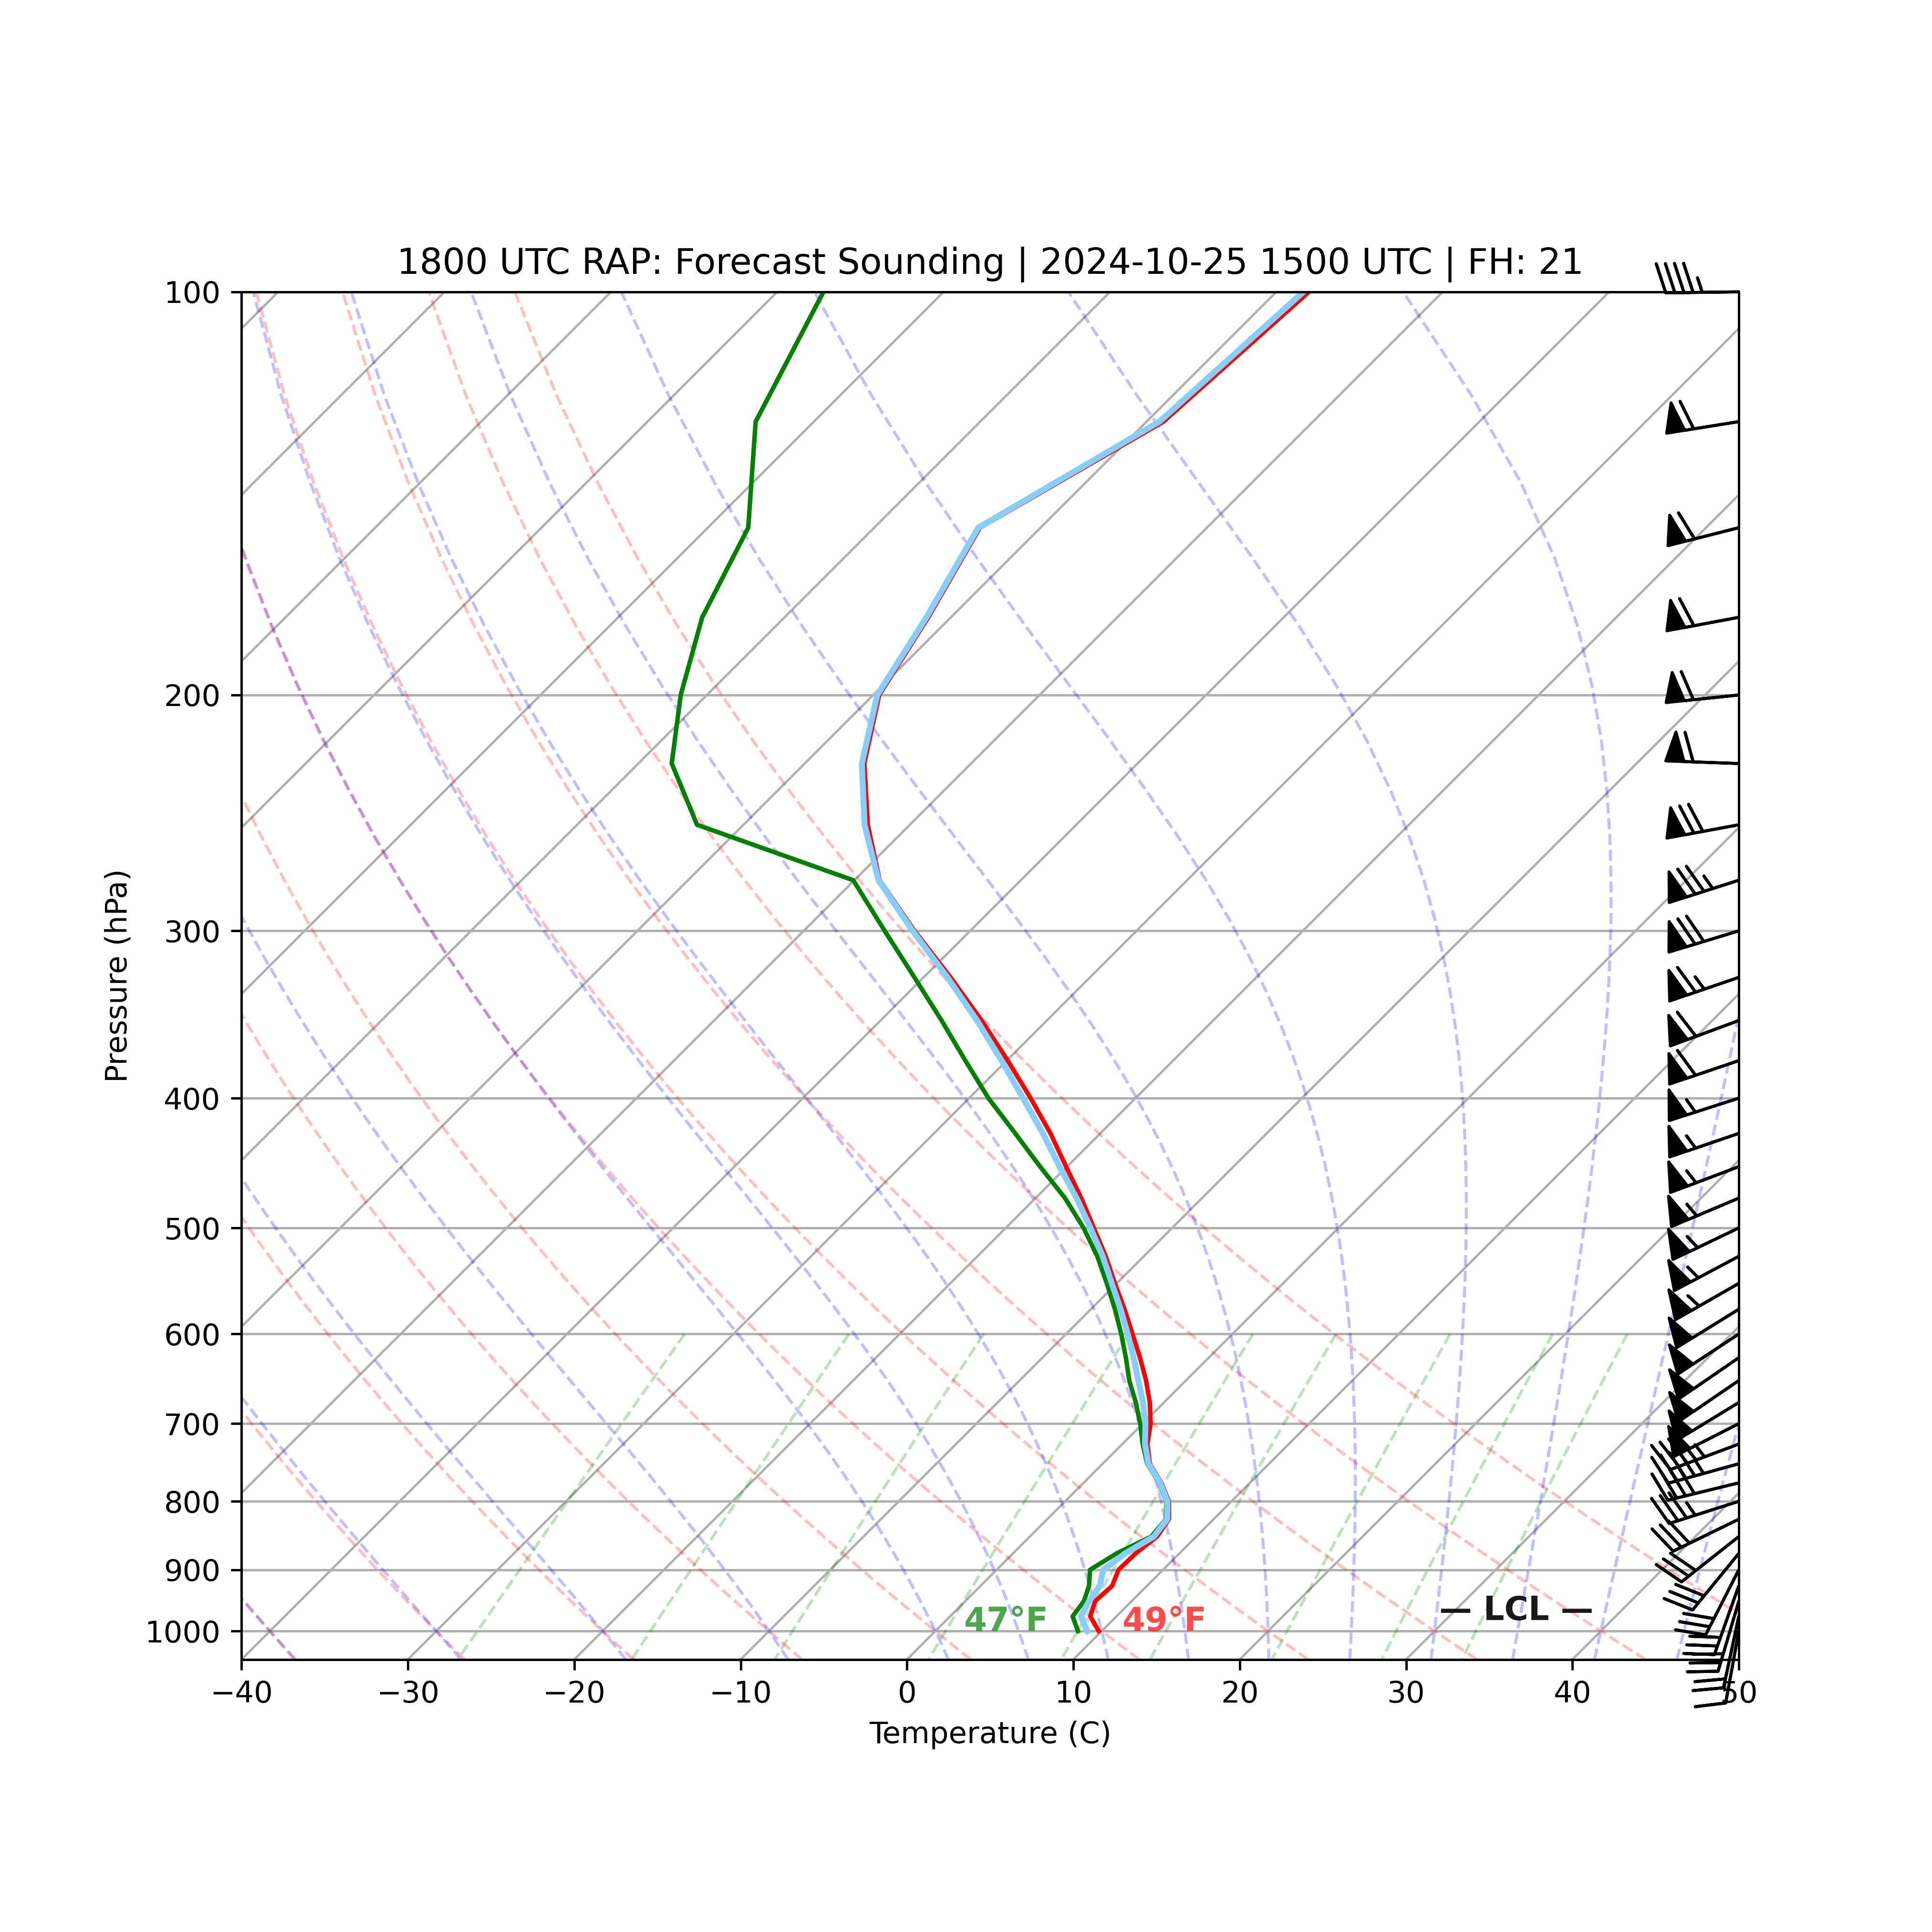 1800 UTC RAP: Forecast Sounding | 2024-10-25 1500 UTC | FH: 21
100
200
300
400
500
600
700
800
900
1000
Pressure (hPa)
47°F
49°F
— LCL —
−40 −30 −20 −10 0 10 20 30 40 50
Temperature (C)